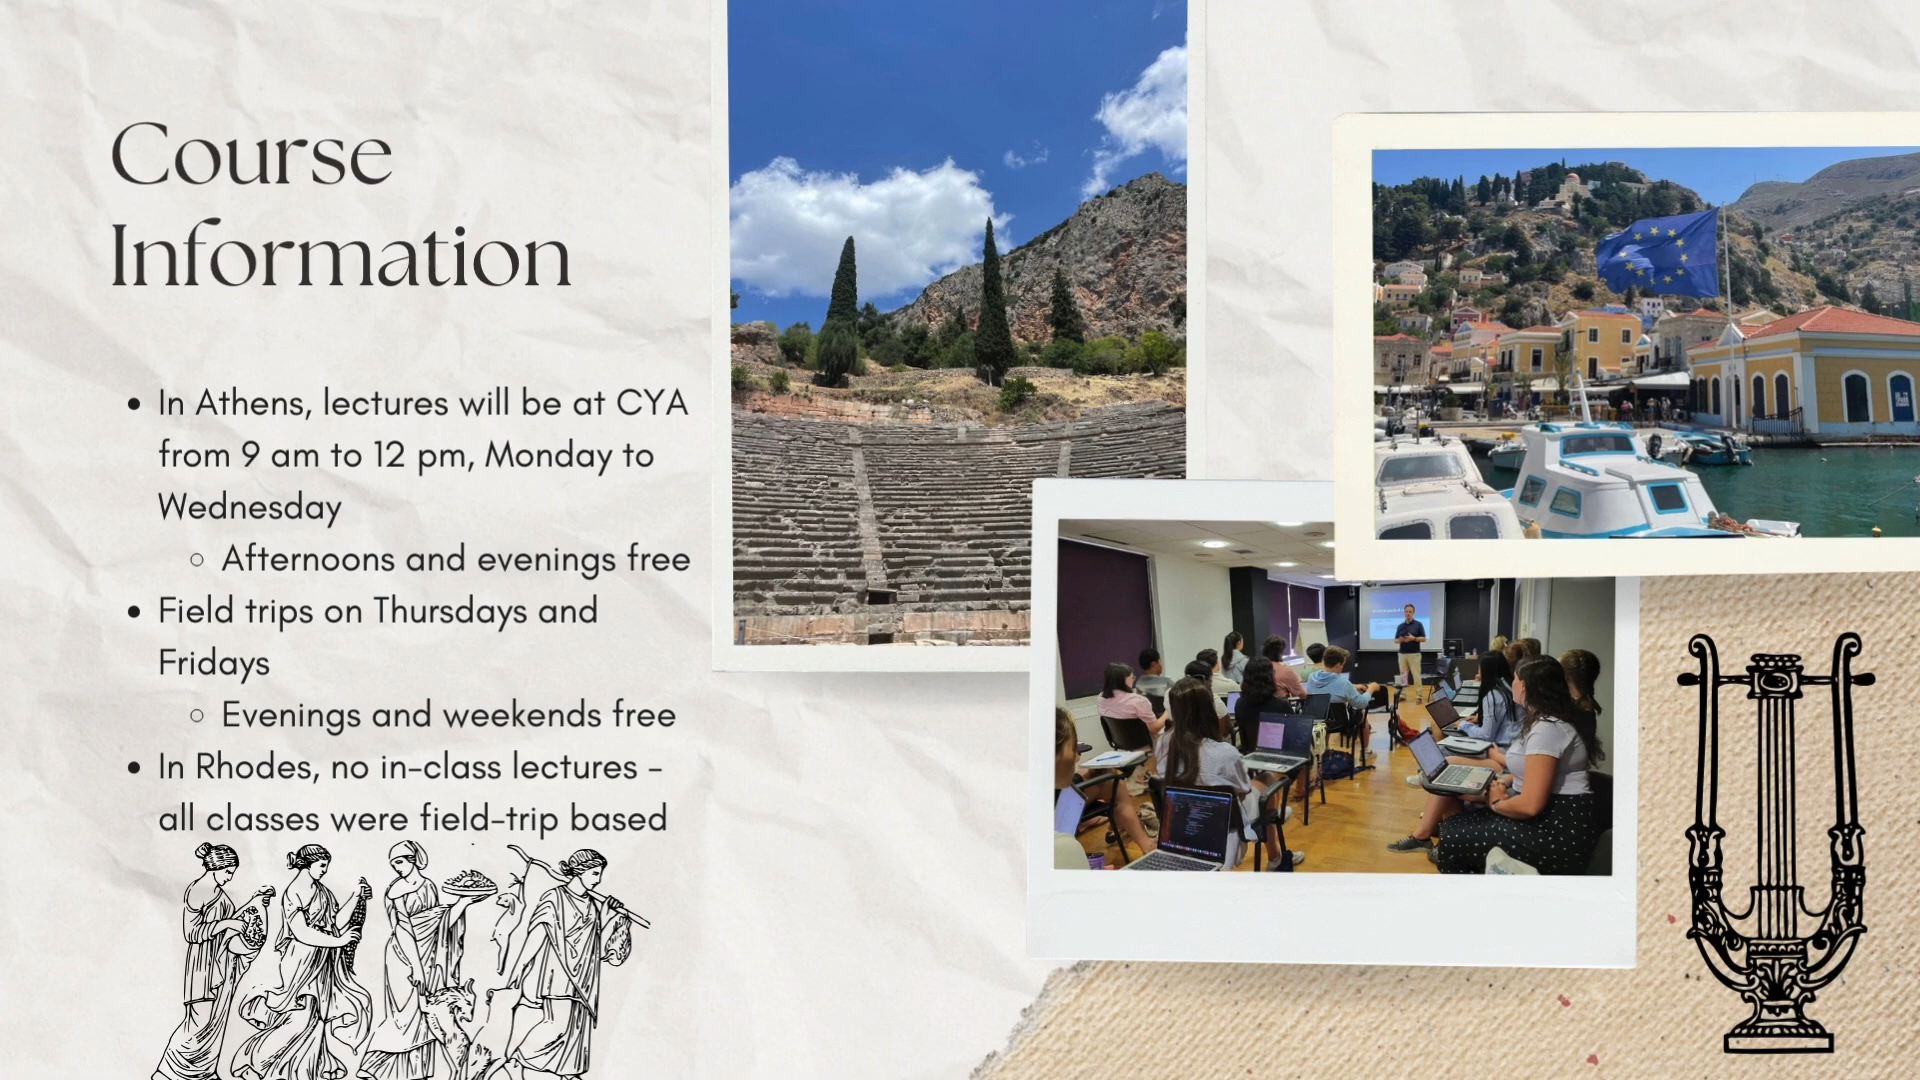 Course
Information
In Athens, lectures will be at CYA
from 9 am to 12 pm, Monday to
Wednesday
Afternoons and evenings free
Field trips on Thursdays and
Fridays
Evenings and weekends free
In Rhodes, no in-class lectures -
all classes were field-trip based